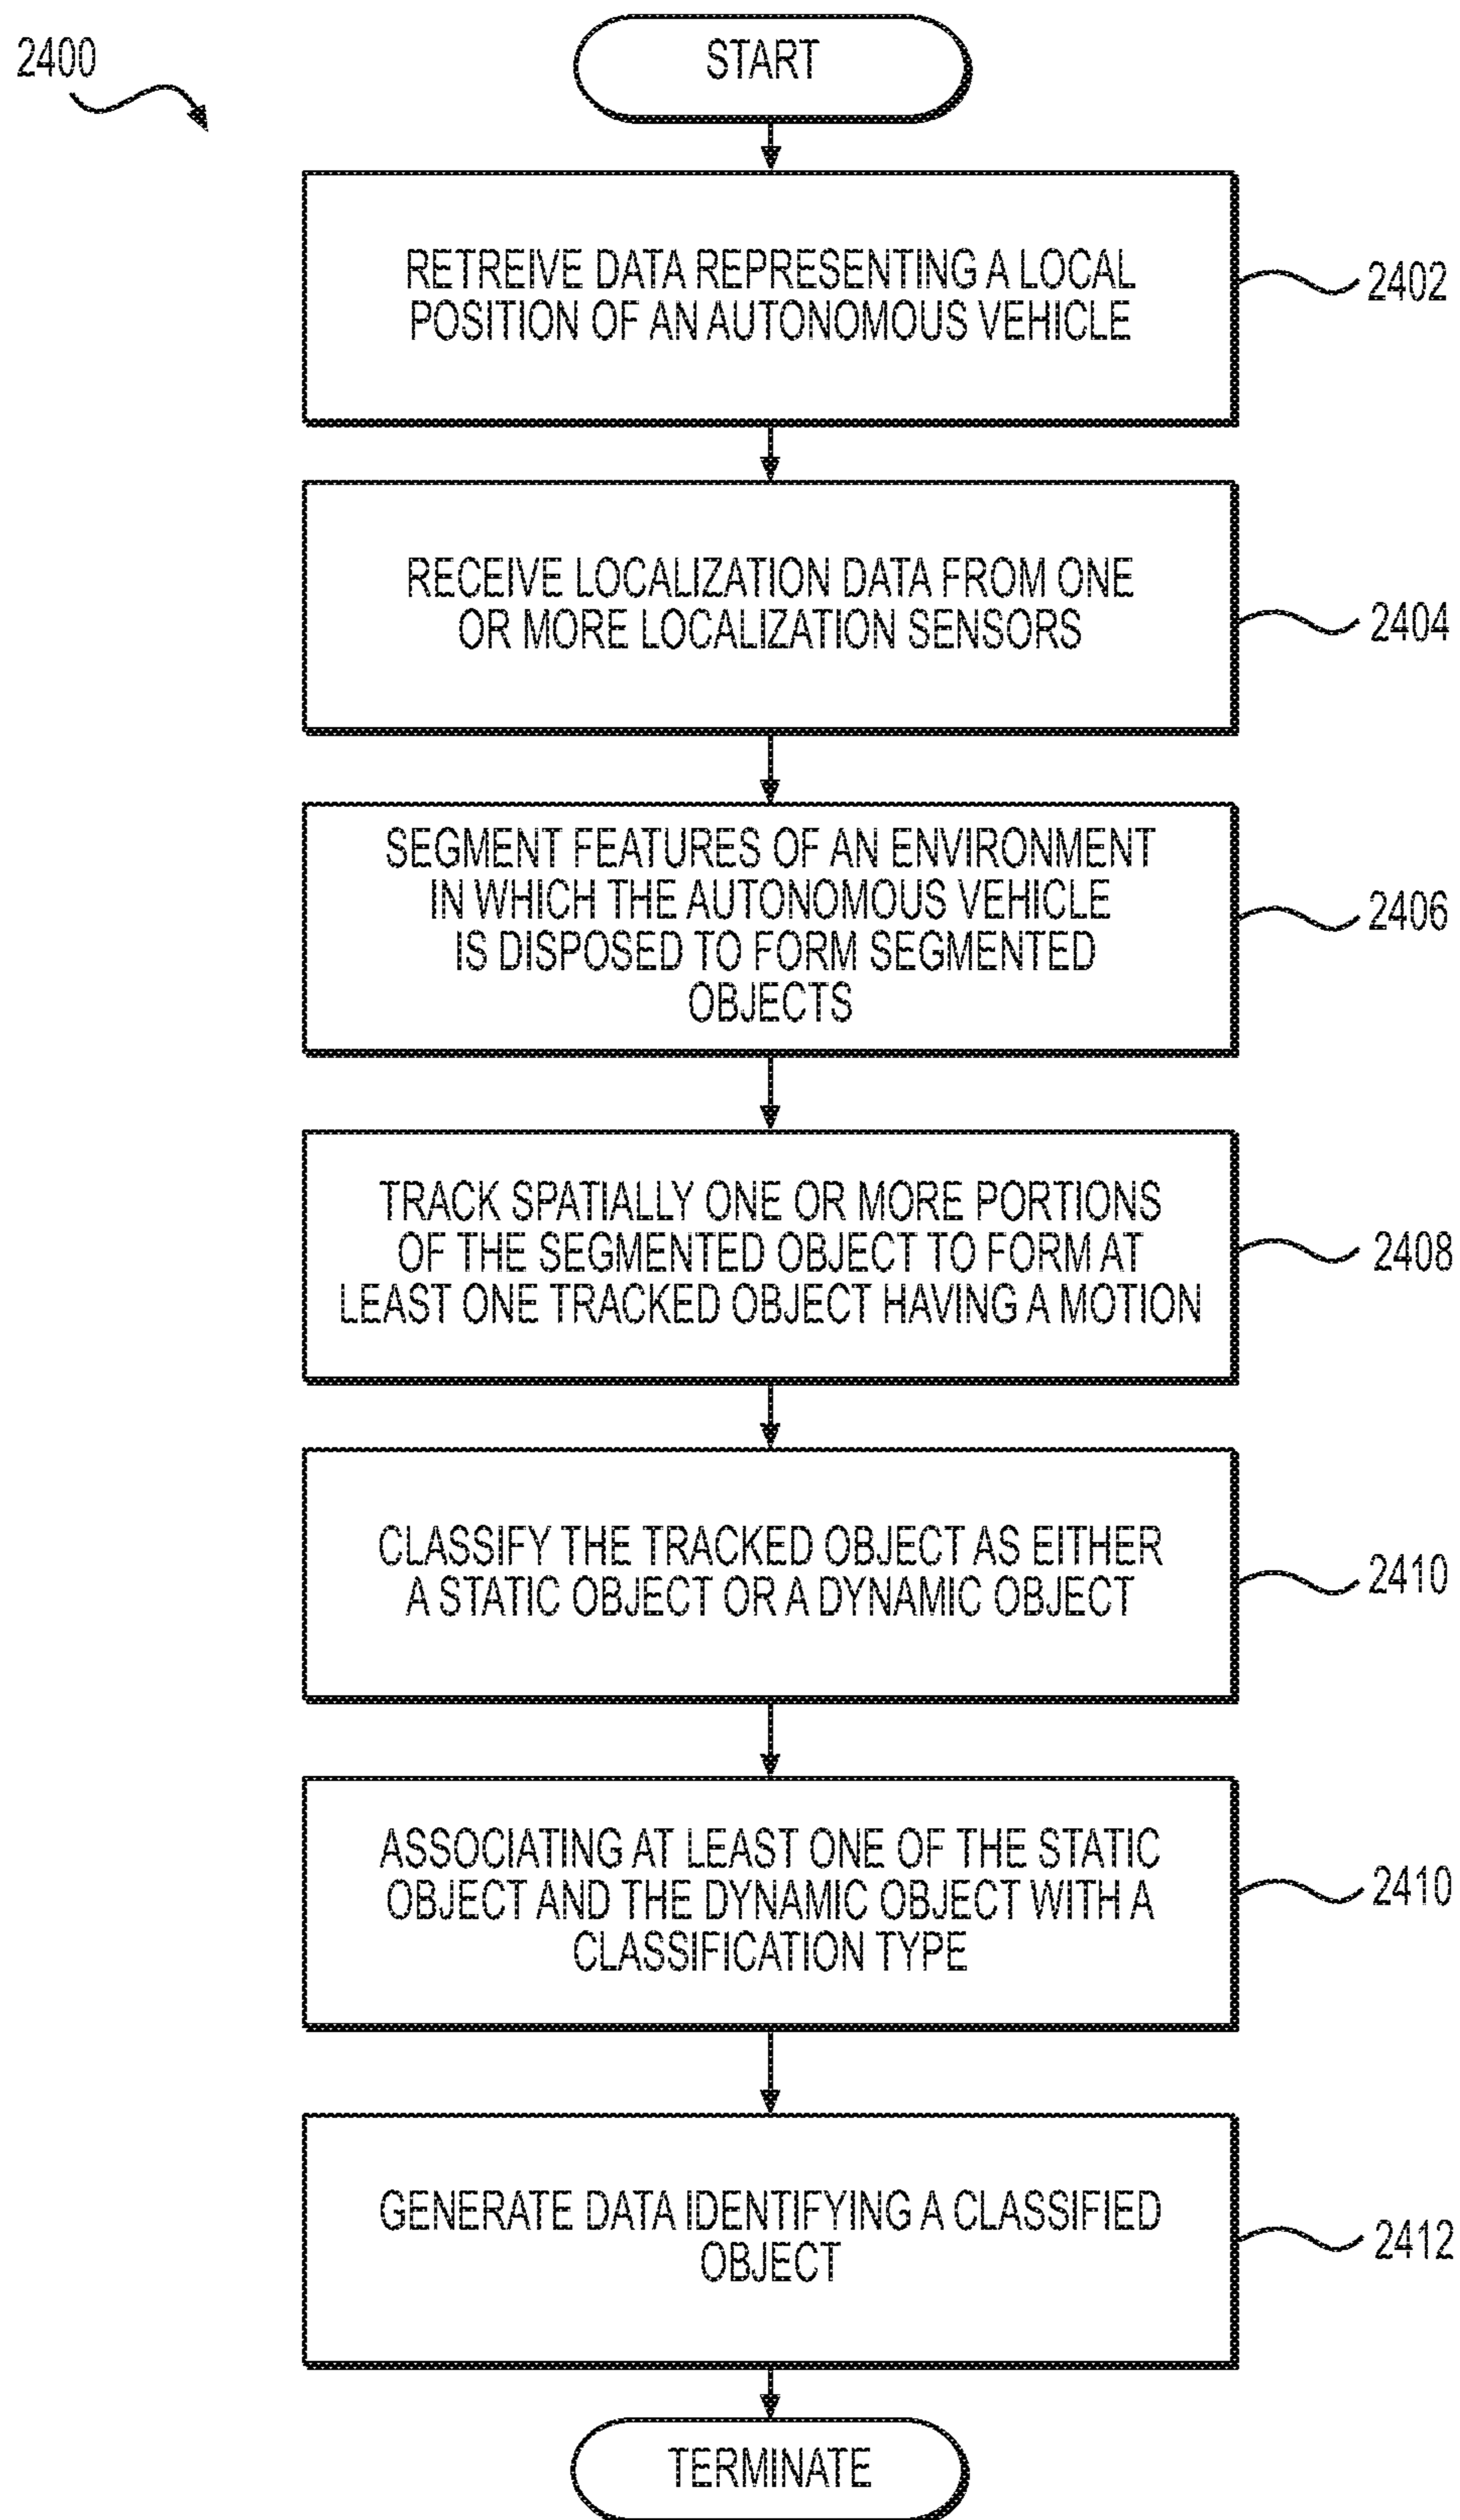 2400
START
RETREIVE DATA REPRESENTING A LOCAL
POSITION OF AN AUTONOMOUS VEHICLE
2402
RECEIVE LOCALIZATION DATA FROM ONE
OR MORE LOCALIZATION SENSORS
2404
SEGMENT FEATURES OF AN ENVIRONMENT
IN WHICH THE AUTONOMOUS VEHICLE
IS DISPOSED TO FORM SEGMENTED
OBJECTS
2406
TRACK SPATIALLY ONE OR MORE PORTIONS
OF THE SEGMENTED OBJECT TO FORM AT
LEAST ONE TRACKED OBJECT HAVING A MOTION
2408
CLASSIFY THE TRACKED OBJECT AS EITHER
A STATIC OBJECT OR A DYNAMIC OBJECT
2410
ASSOCIATING AT LEAST ONE OF THE STATIC
OBJECT AND THE DYNAMIC OBJECT WITH A
CLASSIFICATION TYPE
2410
GENERATE DATA IDENTIFYING A CLASSIFIED
OBJECT
2412
TERMINATE